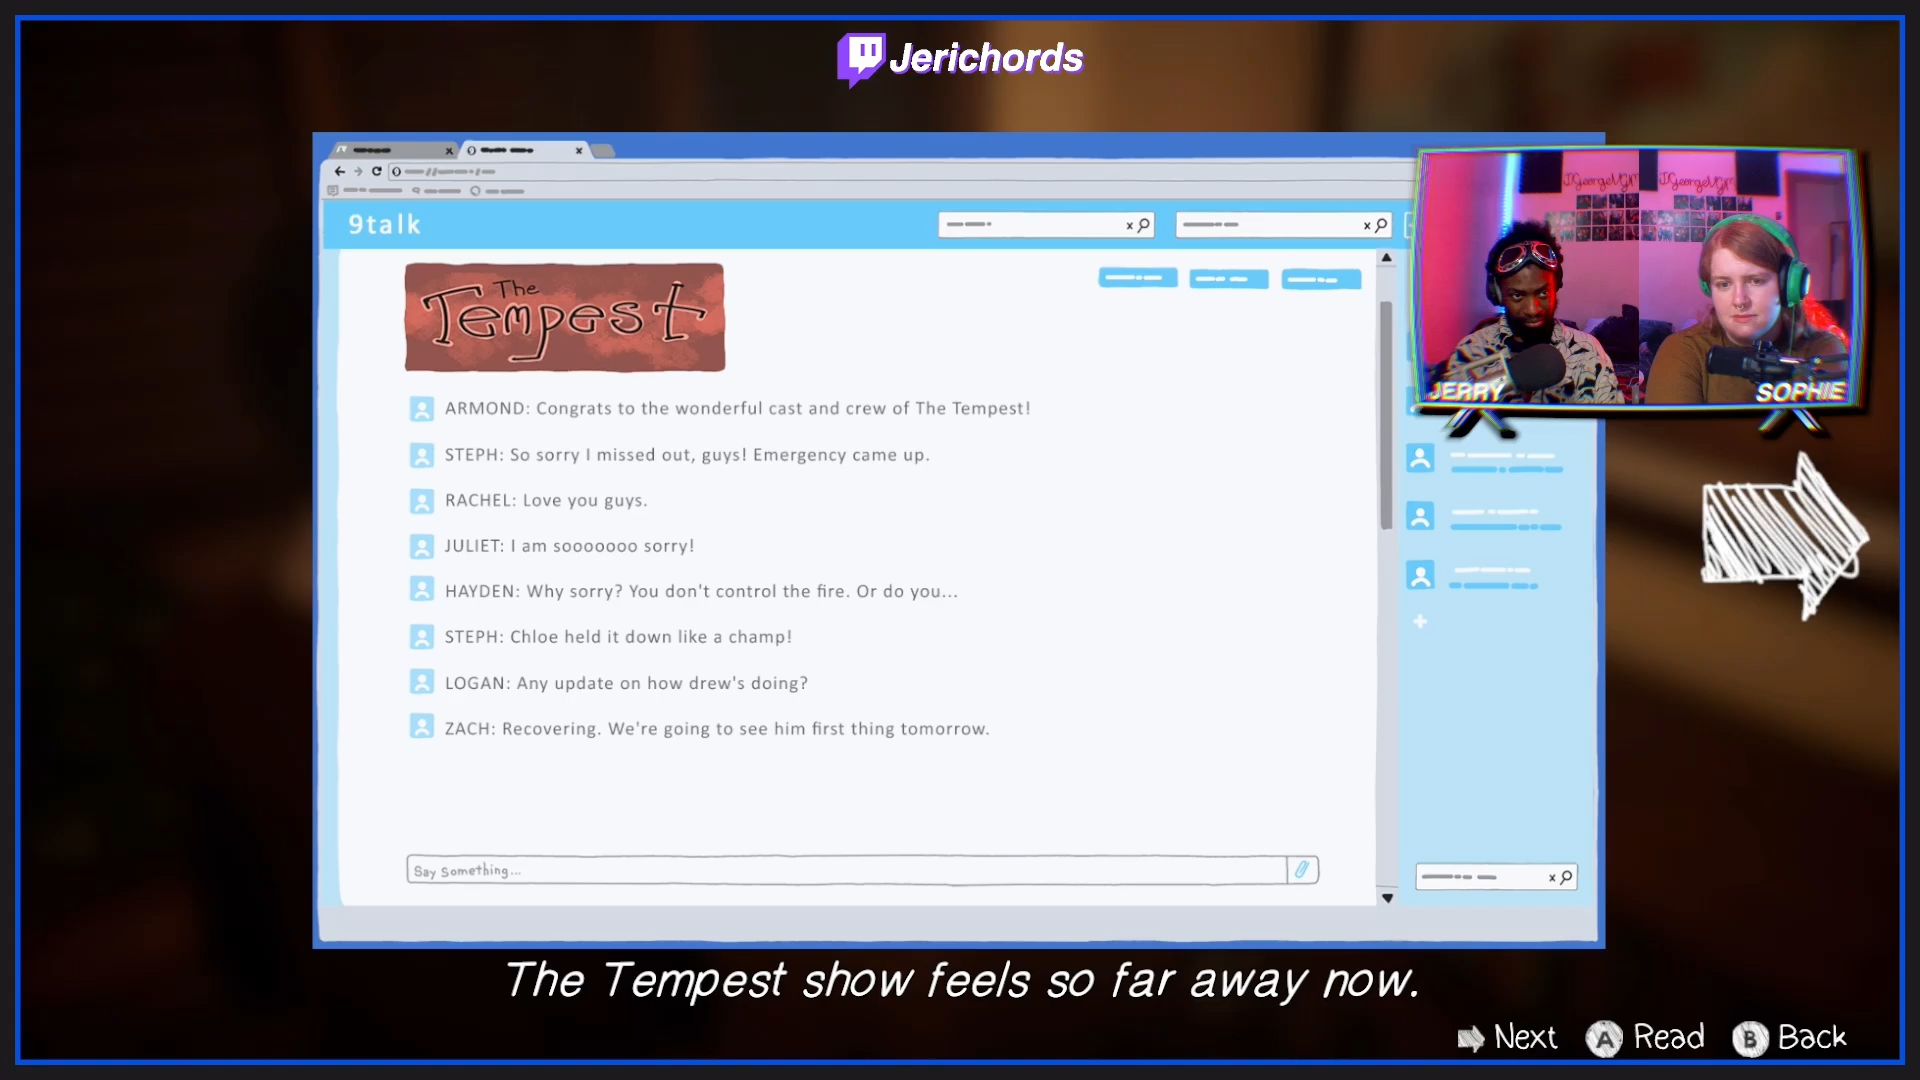 Jerichords
9talk
The
Tempest
ARMOND: Congrats to the wonderful cast and crew of The Tempest!
STEPH: So sorry I missed out, guys! Emergency came up.
RACHEL: Love you guys.
JULIET: I am sooooooo sorry!
HAYDEN: Why sorry? You don't control the fire. Or do you...
STEPH: Chloe held it down like a champ!
LOGAN: Any update on how drew's doing?
ZACH: Recovering. We're going to see him first thing tomorrow.
Say Something...
JERRY
SOPHIE
The Tempest show feels so far away now.
Next
A Read
B Back